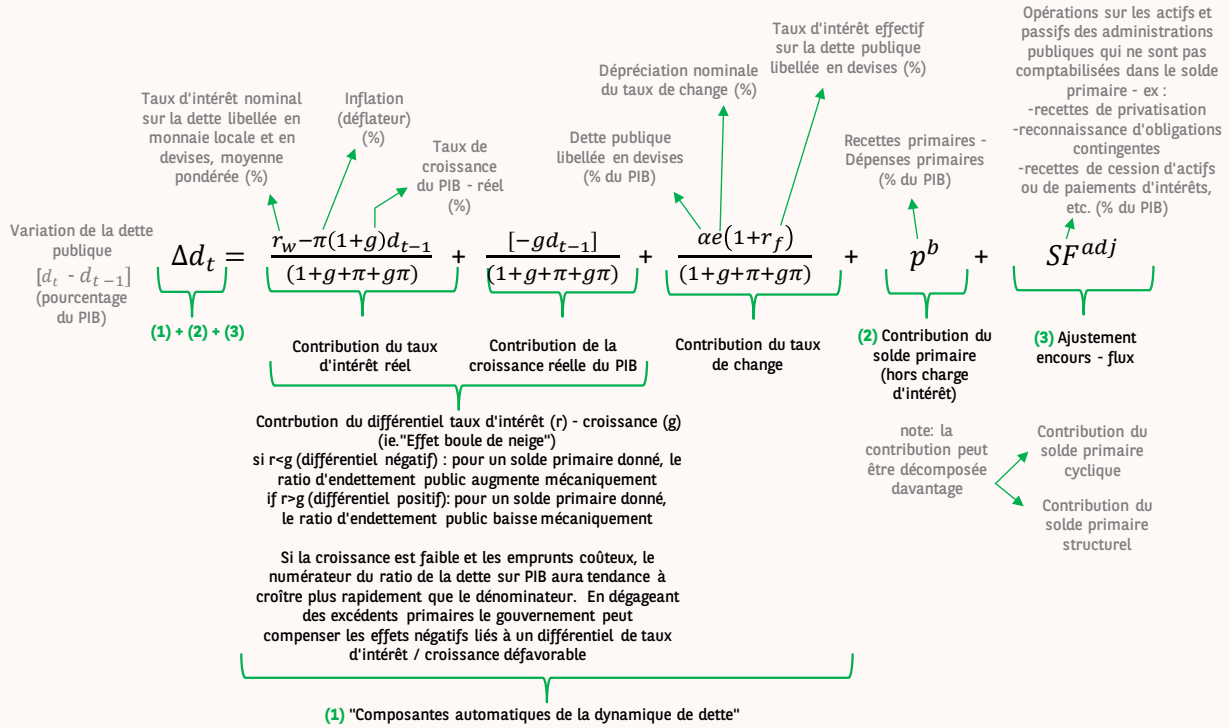 Opérations sur les actifs et
passifs des administrations
publiques qui ne sont pas
comptabilisées dans le solde
primaire - ex :
-recettes de privatisation
-reconnaissance d'obligations
contingentes
-recettes de cession d'actifs
ou de paiements d'intérêts,
etc. (% du PIB)
Taux d'intérêt effectif
sur la dette publique
libellée en devises (%)
Dépréciation nominale
du taux de change (%)
Taux d'intérêt nominal
sur la dette libellée en
monnaie locale et en
devises, moyenne
pondérée (%)
Inflation
(déflateur)
(%)
Taux de
croissance
du PIB - réel
(%)
Dette publique
libellée en devises
(% du PIB)
Recettes primaires -
Dépenses primaires
(% du PIB)
Variation de la dette
publique
[d_t - d_{t-1}]
(pourcentage
du PIB)
Δd_t = \frac{r_w-π(1+g)d_{t-1}}{(1+g+π+gπ)} + \frac{[-gd_{t-1}]}{(1+g+π+gπ)} + \frac{αe(1+r_f)}{(1+g+π+gπ)} + p^b + SF^{adj}
(1) + (2) + (3)
Contribution du taux
d'intérêt réel
Contribution de la
croissance réelle du PIB
Contribution du taux
de change
(2) Contribution du
solde primaire
(hors charge
d'intérêt)
(3) Ajustement
encours - flux
Contrbution du différentiel taux d'intérêt (r) - croissance (g)
(ie."Effet boule de neige")
si r<g (différentiel négatif) : pour un solde primaire donné, le
ratio d'endettement public augmente mécaniquement
if r>g (différentiel positif): pour un solde primaire donné,
le ratio d'endettement public baisse mécaniquement
note: la
contribution peut
être décomposée
davantage
Contribution du
solde primaire
cyclique
Contribution du
solde primaire
structurel
Si la croissance est faible et les emprunts coûteux, le
numérateur du ratio de la dette sur PIB aura tendance à
croître plus rapidement que le dénominateur. En dégageant
des excédents primaires le gouvernement peut
compenser les effets négatifs liés à un différentiel de taux
d'intérêt / croissance défavorable
(1) "Composantes automatiques de la dynamique de dette"